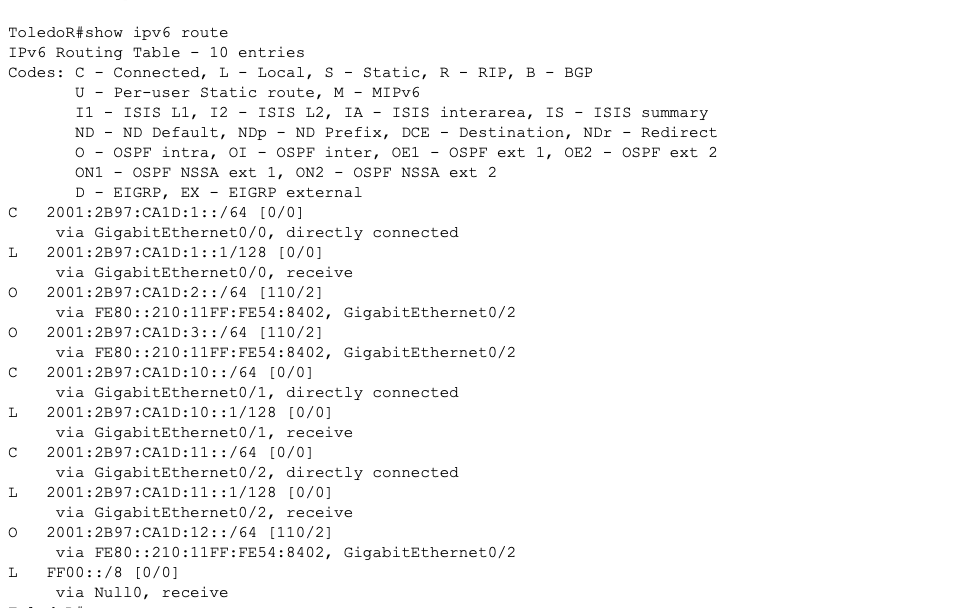 ToledoR#show ipv6 route
IPv6 Routing Table - 10 entries
Codes: C - Connected, L - Local, S - Static, R - RIP, B - BGP
       U - Per-user Static route, M - MIPv6
       I1 - ISIS L1, I2 - ISIS L2, IA - ISIS interarea, IS - ISIS summary
       ND - ND Default, NDp - ND Prefix, DCE - Destination, NDr - Redirect
       O - OSPF intra, OI - OSPF inter, OE1 - OSPF ext 1, OE2 - OSPF ext 2
       ON1 - OSPF NSSA ext 1, ON2 - OSPF NSSA ext 2
       D - EIGRP, EX - EIGRP external
C   2001:2B97:CA1D:1::/64 [0/0]
     via GigabitEthernet0/0, directly connected
L   2001:2B97:CA1D:1::1/128 [0/0]
     via GigabitEthernet0/0, receive
O   2001:2B97:CA1D:2::/64 [110/2]
     via FE80::210:11FF:FE54:8402, GigabitEthernet0/2
O   2001:2B97:CA1D:3::/64 [110/2]
     via FE80::210:11FF:FE54:8402, GigabitEthernet0/2
C   2001:2B97:CA1D:10::/64 [0/0]
     via GigabitEthernet0/1, directly connected
L   2001:2B97:CA1D:10::1/128 [0/0]
     via GigabitEthernet0/1, receive
C   2001:2B97:CA1D:11::/64 [0/0]
     via GigabitEthernet0/2, directly connected
L   2001:2B97:CA1D:11::1/128 [0/0]
     via GigabitEthernet0/2, receive
O   2001:2B97:CA1D:12::/64 [110/2]
     via FE80::210:11FF:FE54:8402, GigabitEthernet0/2
L   FF00::/8 [0/0]
     via Null0, receive